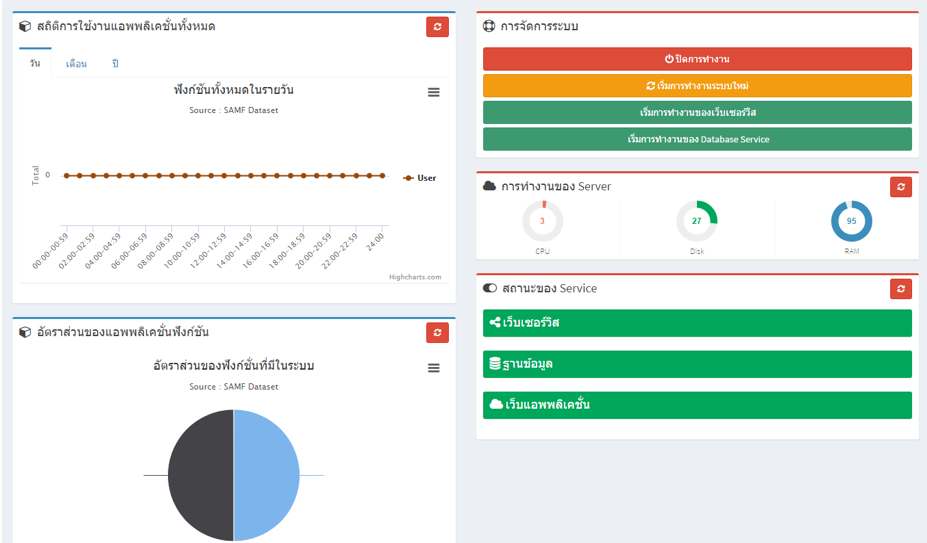 สถิติการใช้งานแอพพลิเคชั่นทั้งหมด
วัน
เดือน
ปี
ฟังก์ชันทั้งหมดในรายวัน
Source : SAMF Dataset
Total
0
User
00:00-00:59
02:00-02:59
04:00-04:59
06:00-06:59
08:00-08:59
10:00-10:59
12:00-12:59
14:00-14:59
16:00-16:59
18:00-18:59
20:00-20:59
22:00-22:59
24:00
Highcharts.com
อัตราส่วนของแอพพลิเคชั่นฟังก์ชัน
อัตราส่วนของฟังก์ชั่นที่มีในระบบ
Source : SAMF Dataset
การจัดการระบบ
ปิดการทำงาน
เริ่มการทำงานระบบใหม่
เริ่มการทำงานของเว็บเซอร์วิส
เริ่มการทำงานของ Database Service
การทำงานของ Server
3
27
95
CPU
Disk
RAM
สถานะของ Service
เว็บเซอร์วิส
ฐานข้อมูล
เว็บแอพพลิเคชั่น